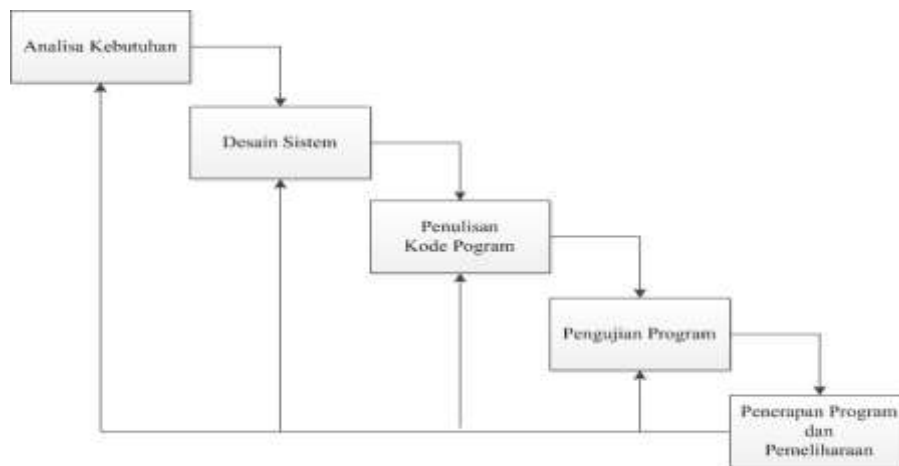 Analisa Kebutuhan
Desain Sistem
Penulisan
Kode Pogram
Pengujian Program
Penerapan Program
dan
Pemeliharaan